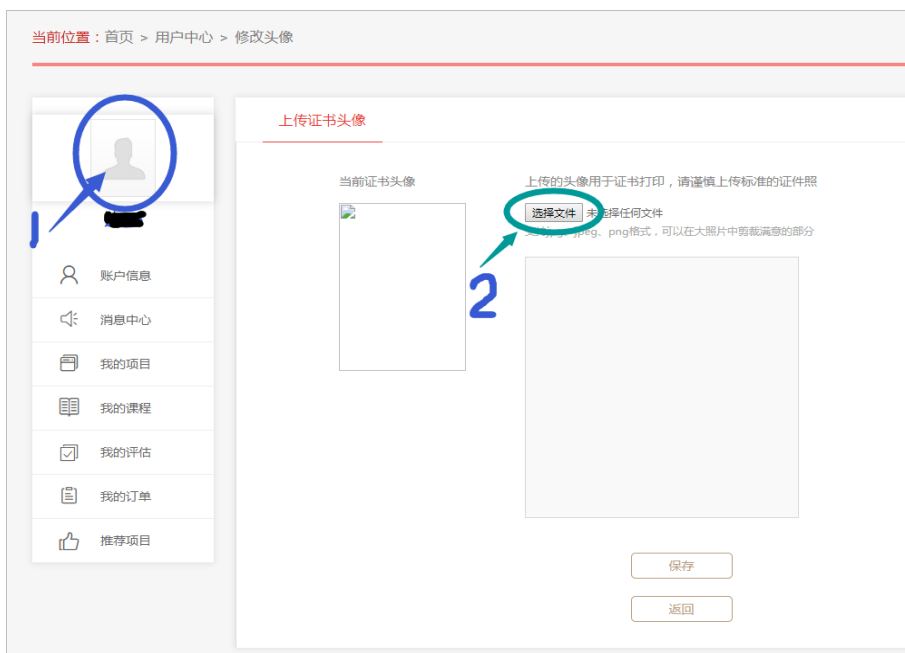 当前位置：首页 > 用户中心 > 修改头像
上传证书头像
当前证书头像
上传的头像用于证书打印，请谨慎上传标准的证件照
选择文件 未选择任何文件
jpeg、png格式，可以在大照片中剪裁满意的部分
1
2
账户信息
消息中心
我的项目
我的课程
我的评估
我的订单
推荐项目
保存
返回